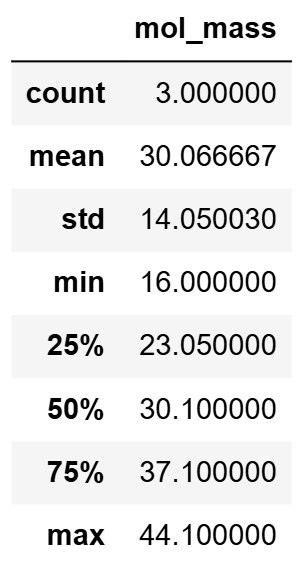 mol_mass
count 3.000000
mean 30.066667
std 14.050030
min 16.000000
25% 23.050000
50% 30.100000
75% 37.100000
max 44.100000